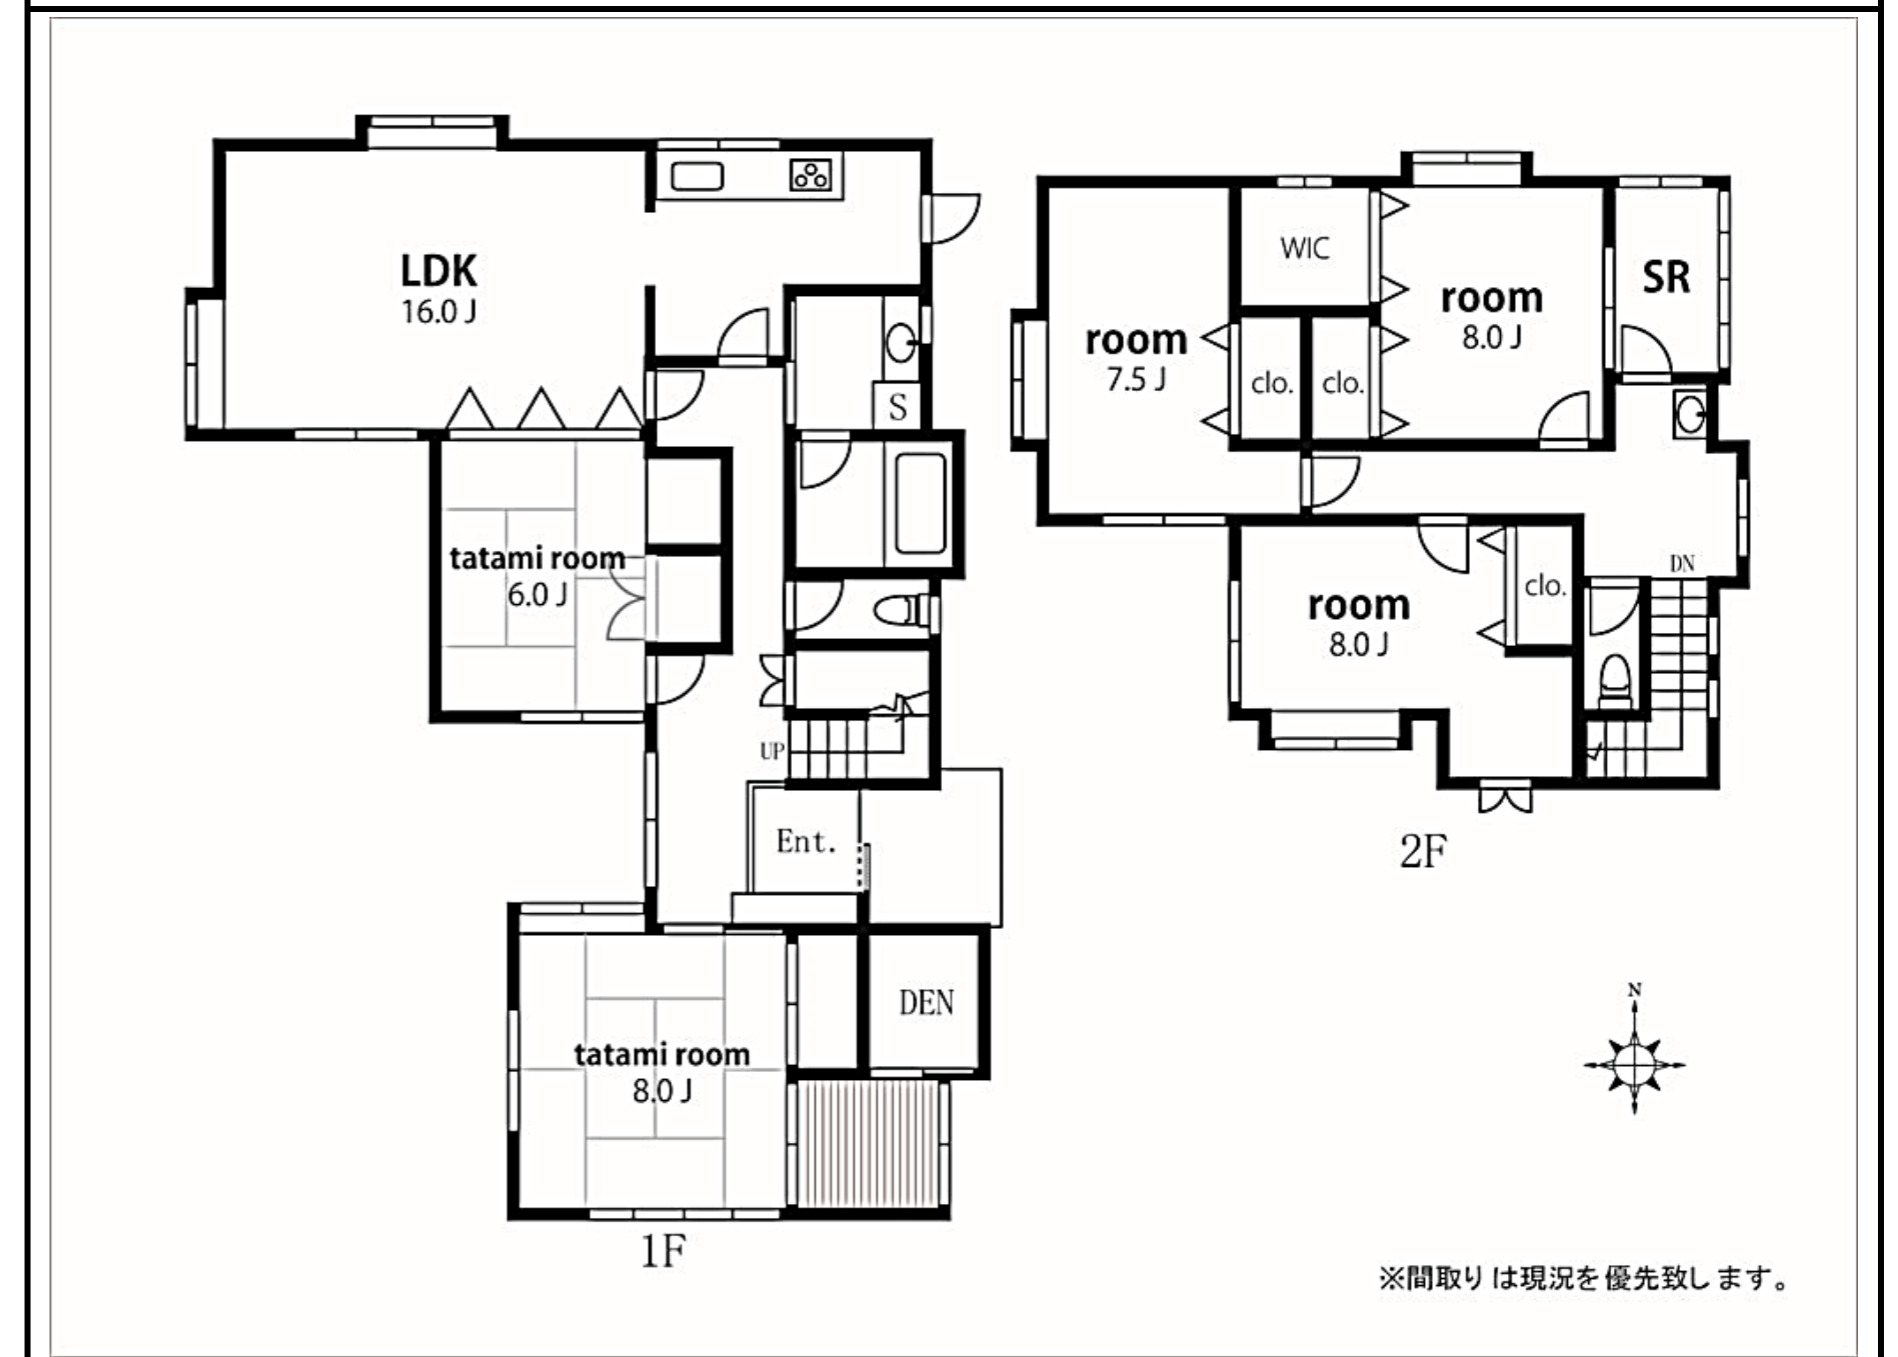 LDK
16.0 J
S
tatami room
6.0 J
UP
Ent.
DEN
tatami room
8.0 J
1F
WIC
room
8.0 J
SR
room
7.5 J
clo.
clo.
DN
clo.
room
8.0 J
2F
N
※間取りは現況を優先致します。